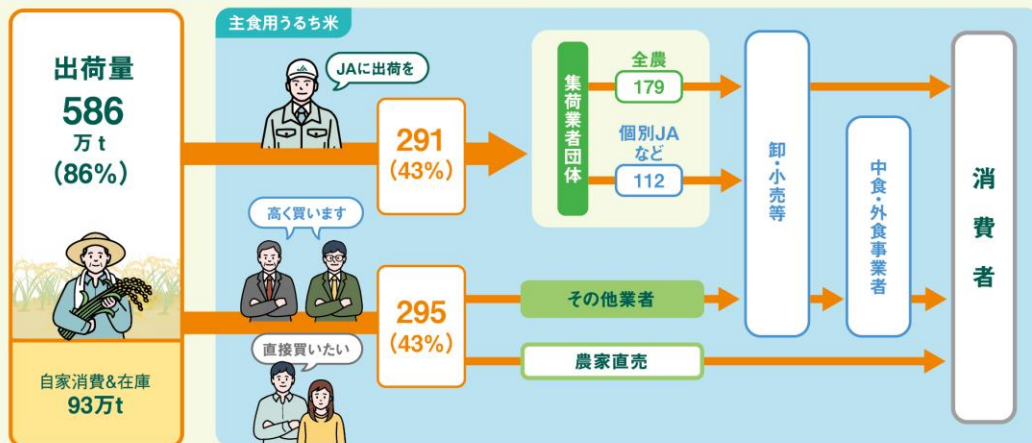 主食用うるち米
出荷量
586
万t
(86%)
自家消費&在庫
93万t
JAに出荷を
291
(43%)
高く買います
295
(43%)
直接買いたい
集荷業者団体
全農
179
個別JA
など
112
その他業者
農家直売
卸・小売等
中食・外食事業者
消費者